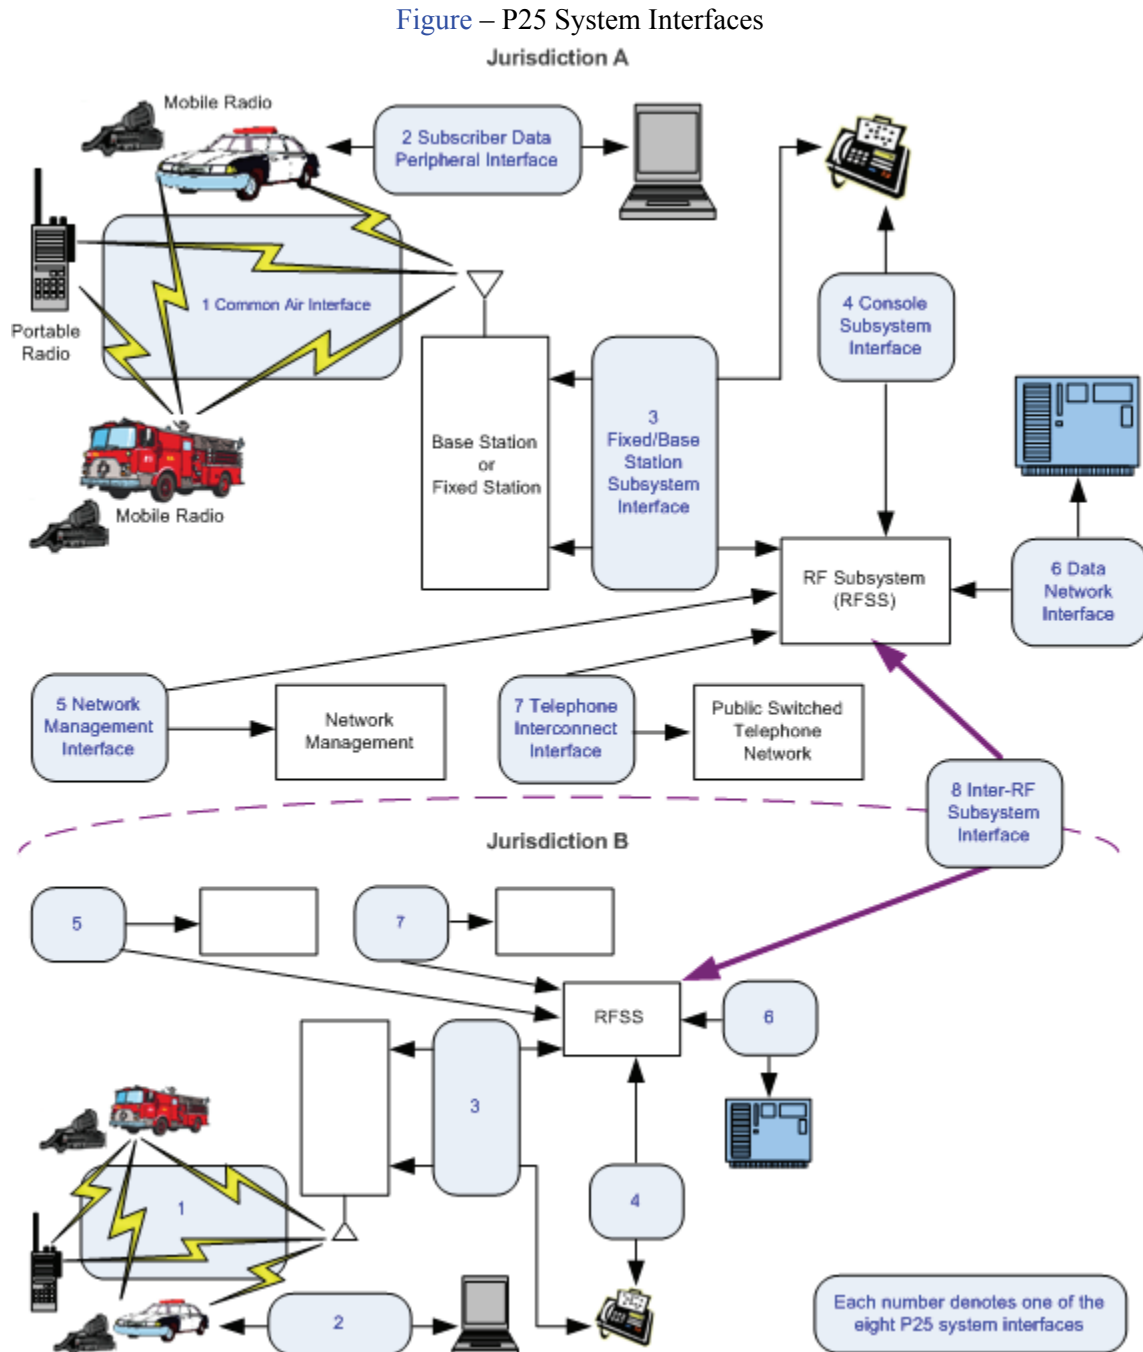 Figure – P25 System Interfaces
Jurisdiction A
Mobile Radio
2 Subscriber Data
Peripheral Interface
1 Common Air Interface
Portable
Radio
4 Console
Subsystem
Interface
Base Station
or
Fixed Station
3
Fixed/Base
Station
Subsystem
Interface
Mobile Radio
RF Subsystem
(RFSS)
6 Data
Network
Interface
5 Network
Management
Interface
Network
Management
7 Telephone
Interconnect
Interface
Public Switched
Telephone
Network
8 Inter-RF
Subsystem
Interface
Jurisdiction B
5
7
RFSS
6
3
1
4
2
Each number denotes one of the
eight P25 system interfaces